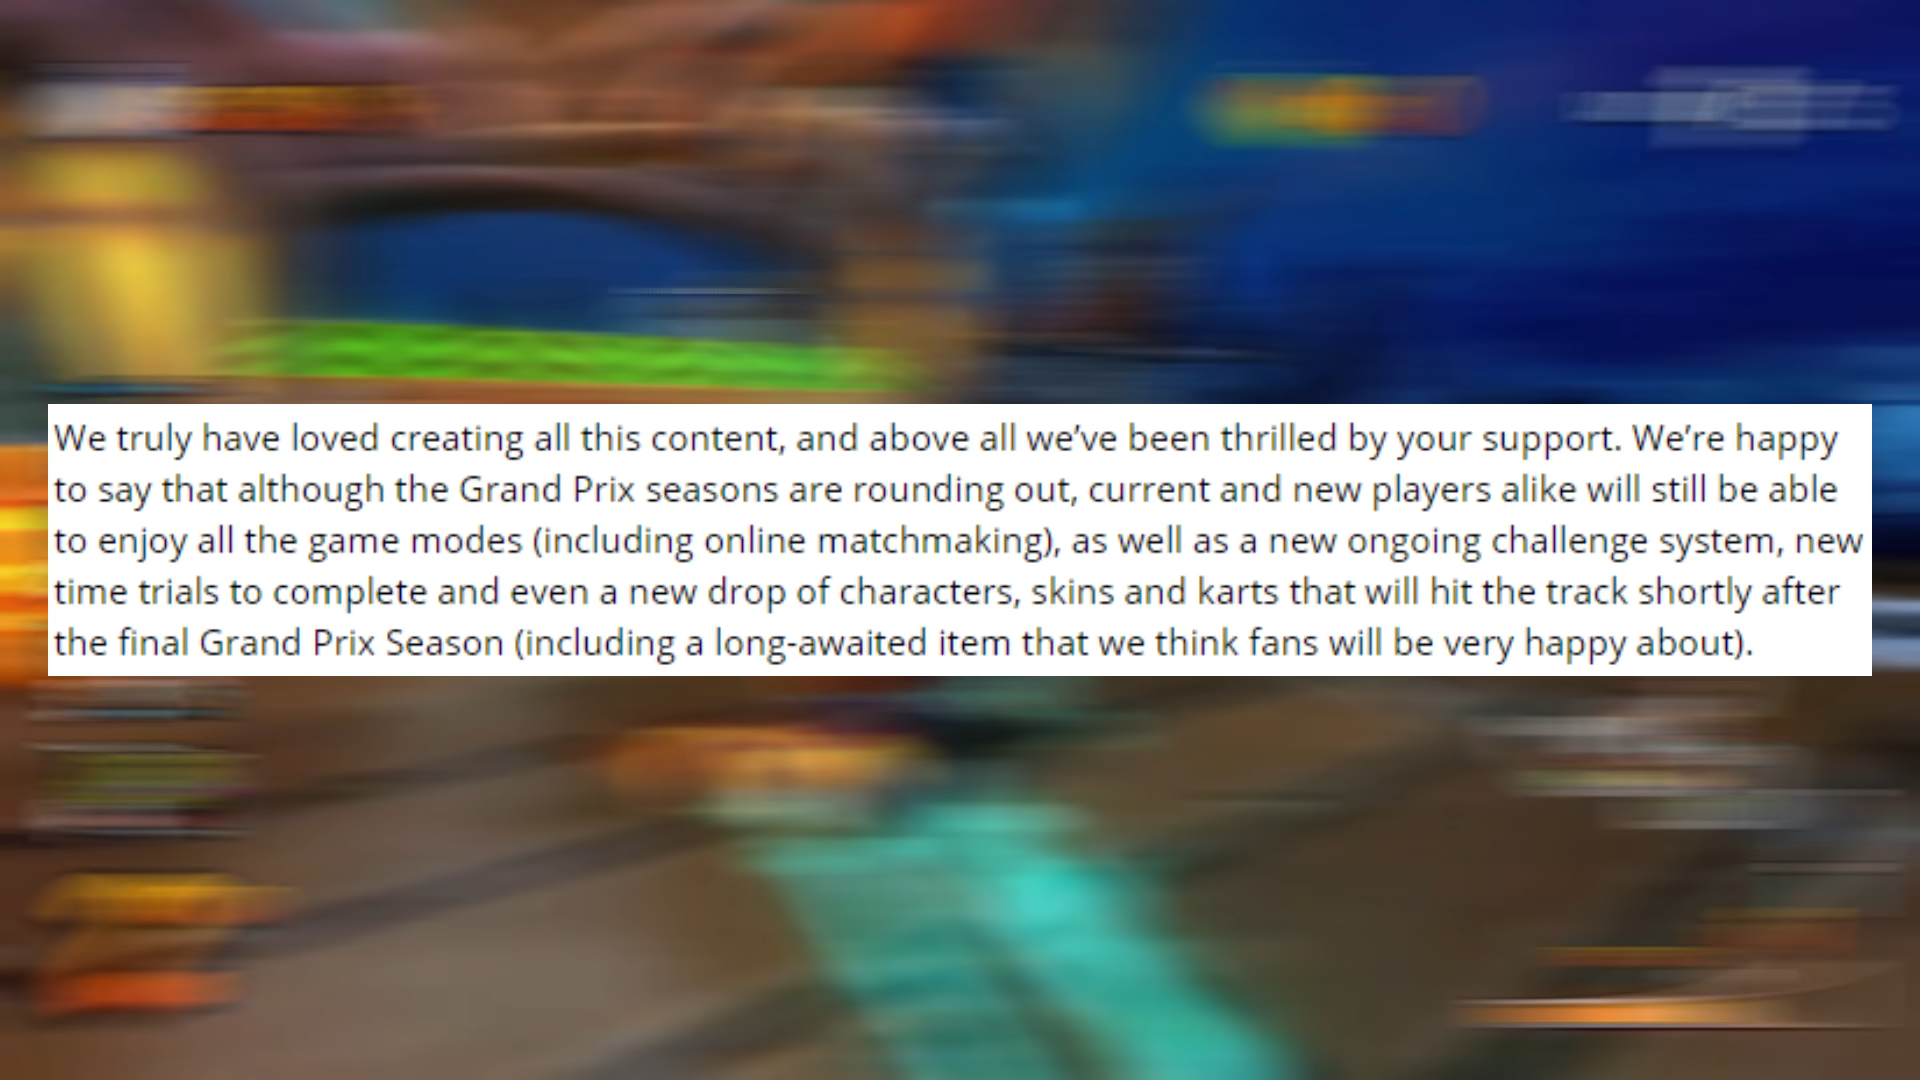 We truly have loved creating all this content, and above all we’ve been thrilled by your support. We’re happy
to say that although the Grand Prix seasons are rounding out, current and new players alike will still be able
to enjoy all the game modes (including online matchmaking), as well as a new ongoing challenge system, new
time trials to complete and even a new drop of characters, skins and karts that will hit the track shortly after
the final Grand Prix Season (including a long-awaited item that we think fans will be very happy about).